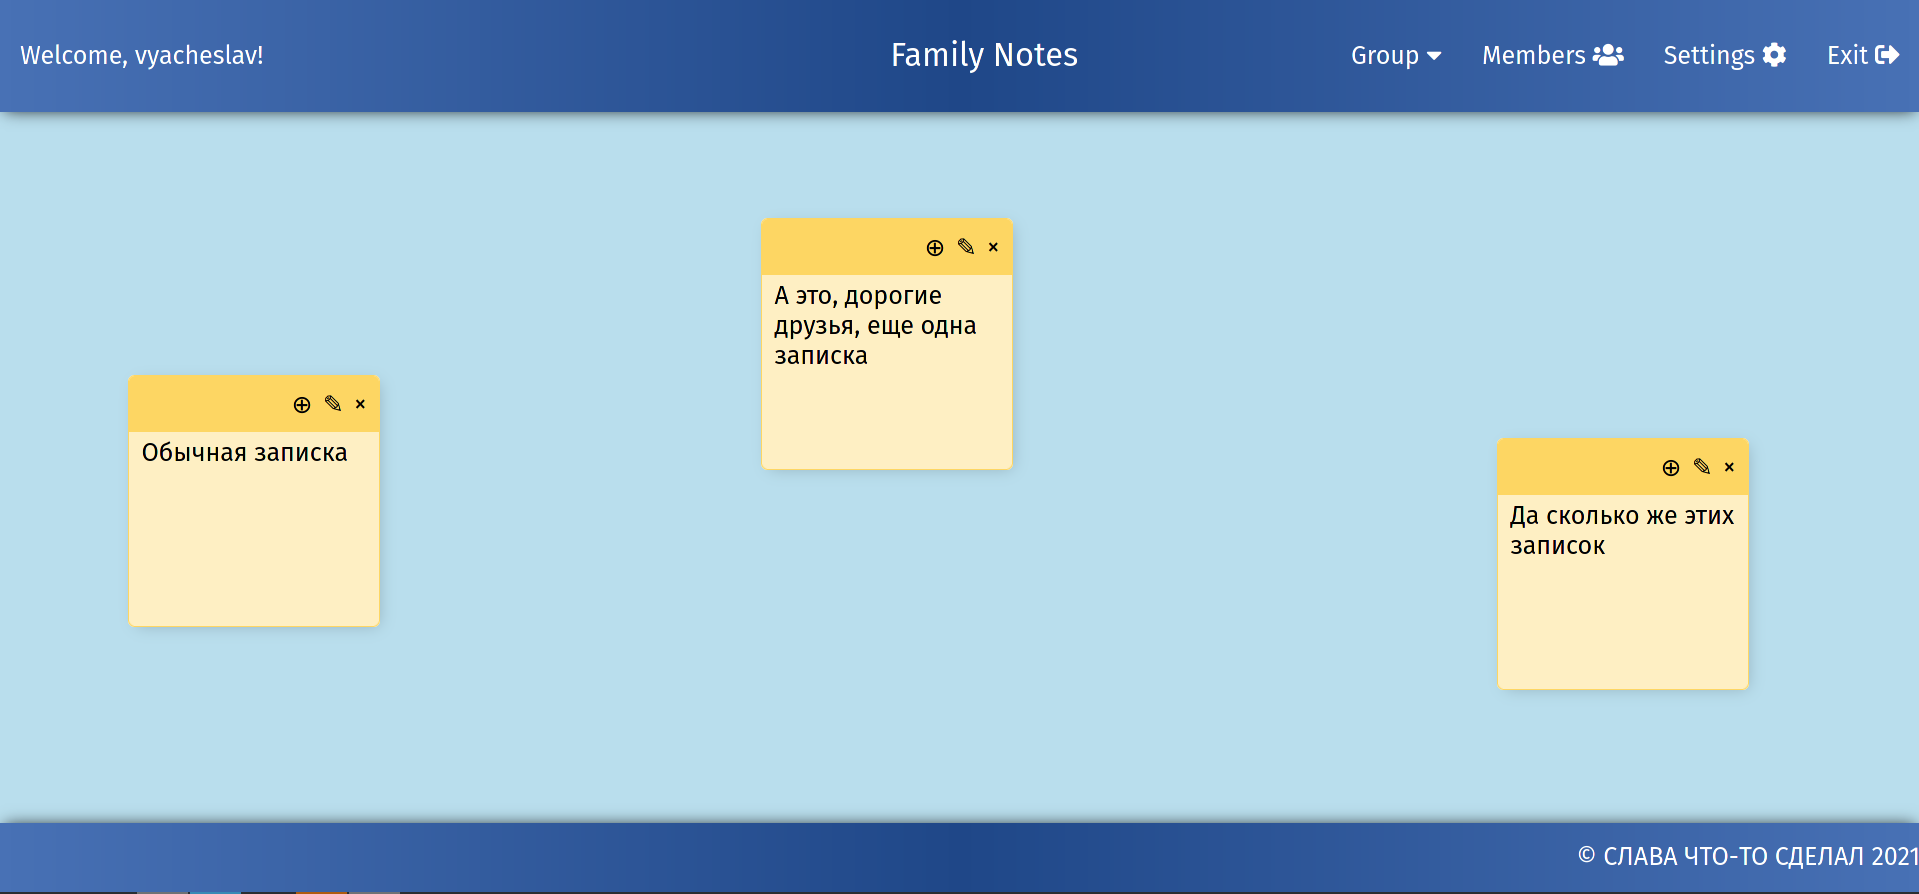 Welcome, vyacheslav!
Family Notes
Group
Members
Settings
Exit
А это, дорогие
друзья, еще одна
записка
Обычная записка
Да сколько же этих
записок
© СЛАВА ЧТО-ТО СДЕЛАЛ 2021